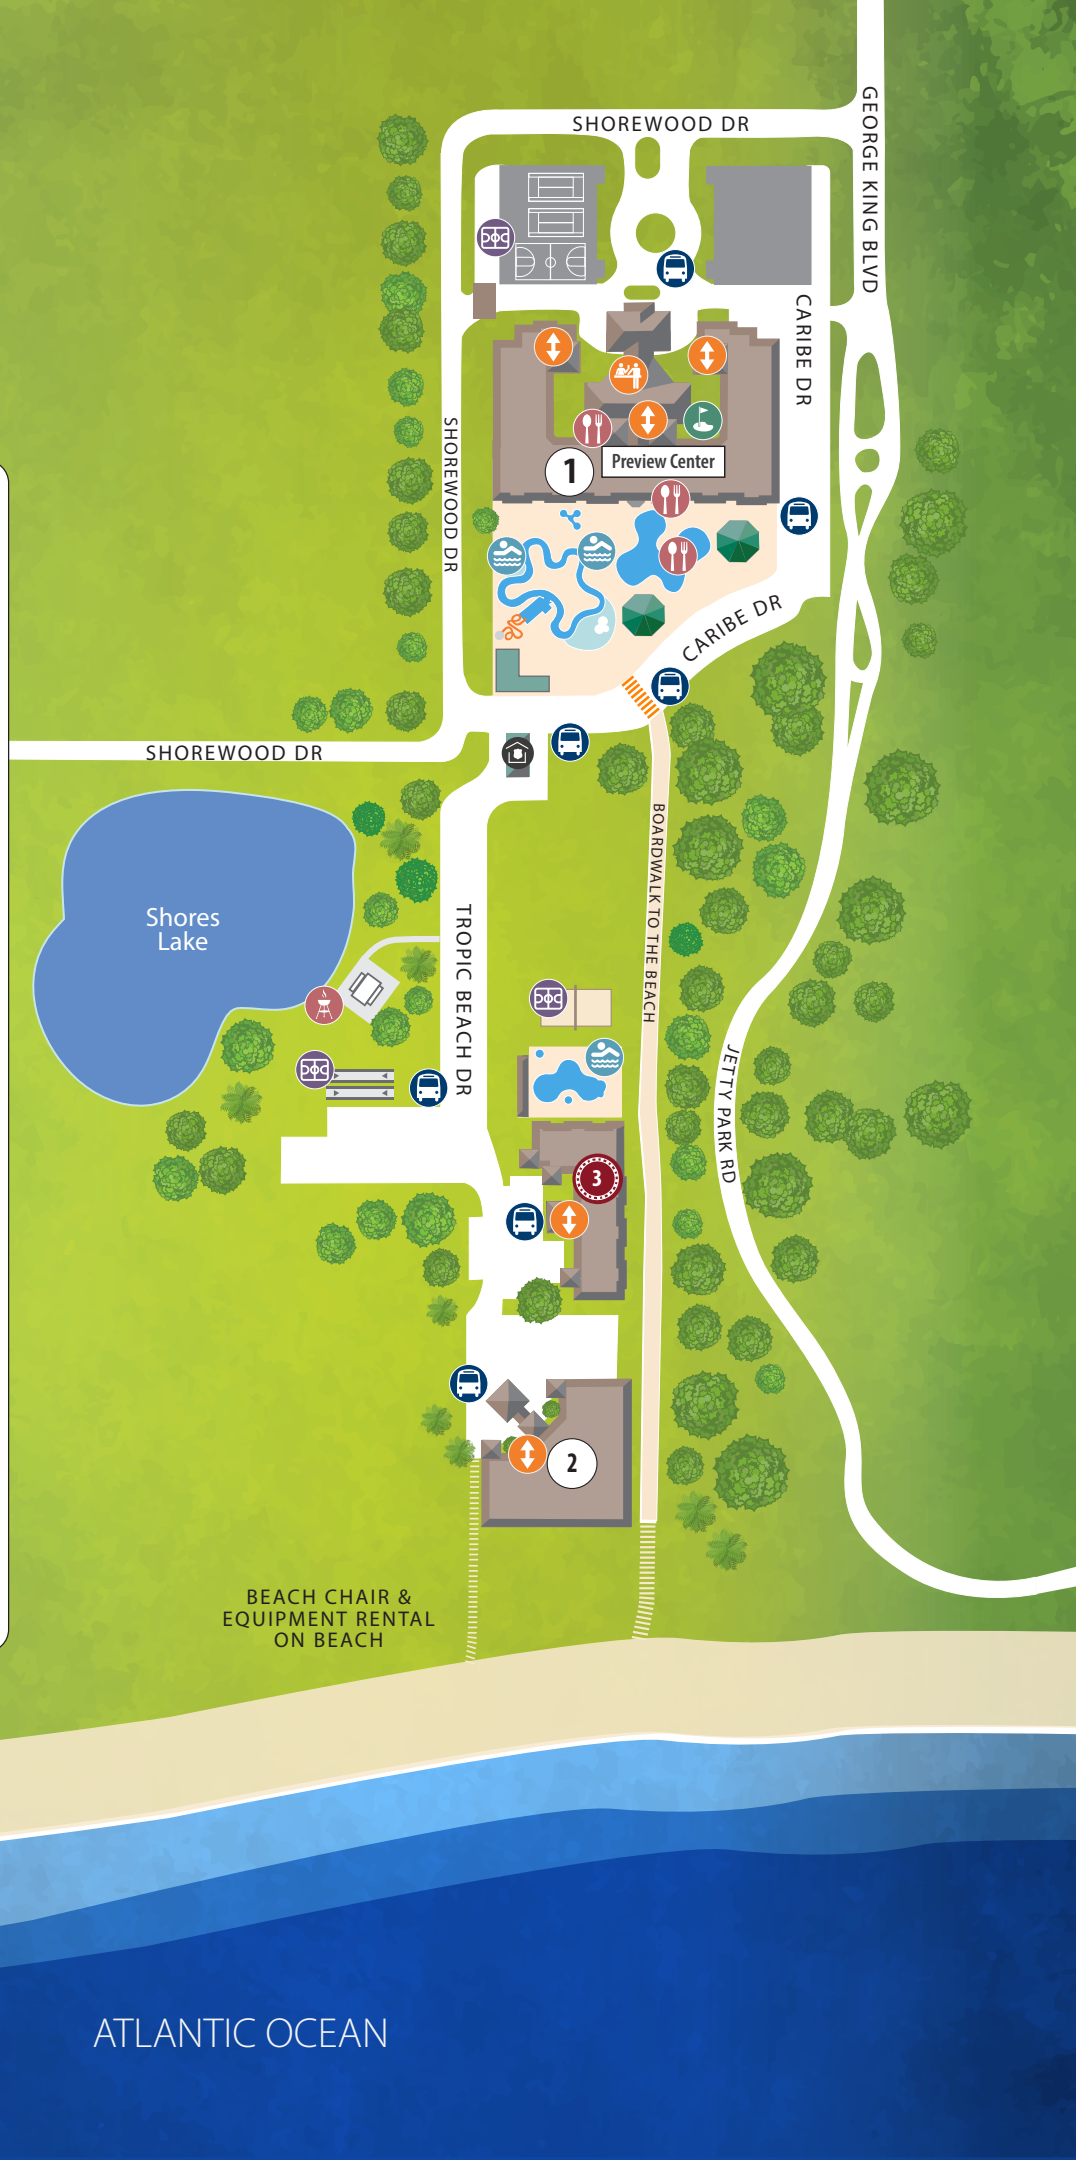 SHOREWOOD DR
GEORGE KING BLVD
CARIBE DR
SHOREWOOD DR
1
Preview Center
CARIBE DR
SHOREWOOD DR
BOARDWALK TO THE BEACH
Shores
Lake
TROPIC BEACH DR
JETTY PARK RD
3
2
BEACH CHAIR &
EQUIPMENT RENTAL
ON BEACH
ATLANTIC OCEAN